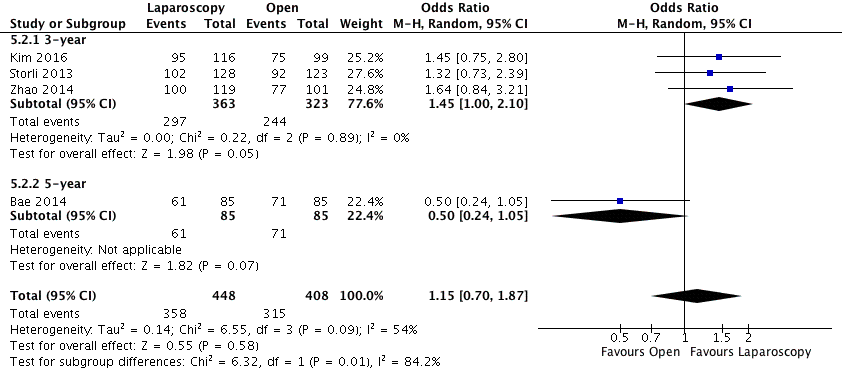 Laparoscopy Open Odds Ratio Odds Ratio
Study or Subgroup Events Total Events Total Weight M-H, Random, 95% CI M-H, Random, 95% CI
5.2.1 3-year
Kim 2016 95 116 75 99 25.2% 1.45 [0.75, 2.80]
Storli 2013 102 128 92 123 27.6% 1.32 [0.73, 2.39]
Zhao 2014 100 119 77 101 24.8% 1.64 [0.84, 3.21]
Subtotal (95% CI) 363 323 77.6% 1.45 [1.00, 2.10]
Total events 297 244
Heterogeneity: Tau² = 0.00; Chi² = 0.22, df = 2 (P = 0.89); I² = 0%
Test for overall effect: Z = 1.98 (P = 0.05)
5.2.2 5-year
Bae 2014 61 85 71 85 22.4% 0.50 [0.24, 1.05]
Subtotal (95% CI) 85 85 22.4% 0.50 [0.24, 1.05]
Total events 61 71
Heterogeneity: Not applicable
Test for overall effect: Z = 1.82 (P = 0.07)
Total (95% CI) 448 408 100.0% 1.15 [0.70, 1.87]
Total events 358 315
Heterogeneity: Tau² = 0.14; Chi² = 6.55, df = 3 (P = 0.09); I² = 54%
Test for overall effect: Z = 0.55 (P = 0.58)
Test for subgroup differences: Chi² = 6.32, df = 1 (P = 0.01), I² = 84.2%
0.5 0.7 1 1.5 2
Favours Open Favours Laparoscopy